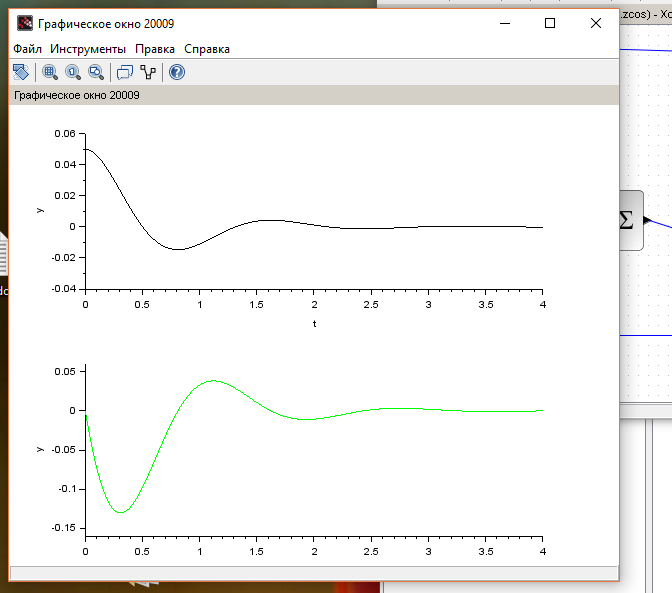 Графическое окно 20009
.zcos) - Xc
Файл Инструменты Правка Справка
Графическое окно 20009
0.06
0.04
0.02
0
-0.02
-0.04
y
0 0.5 1 1.5 2 2.5 3 3.5 4
t
Σ
0.05
0
-0.05
-0.1
-0.15
y
0 0.5 1 1.5 2 2.5 3 3.5 4